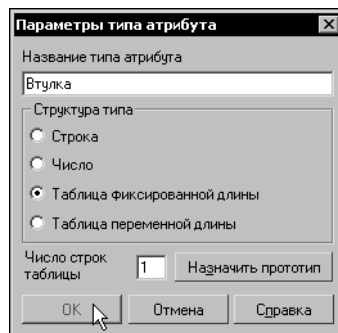 Параметры типа атрибута
Название типа атрибута
Втулка
Структура типа
Строка
Число
Таблица фиксированной длины
Таблица переменной длины
Число строк
таблицы
1
Назначить прототип
OK
Отмена
Справка